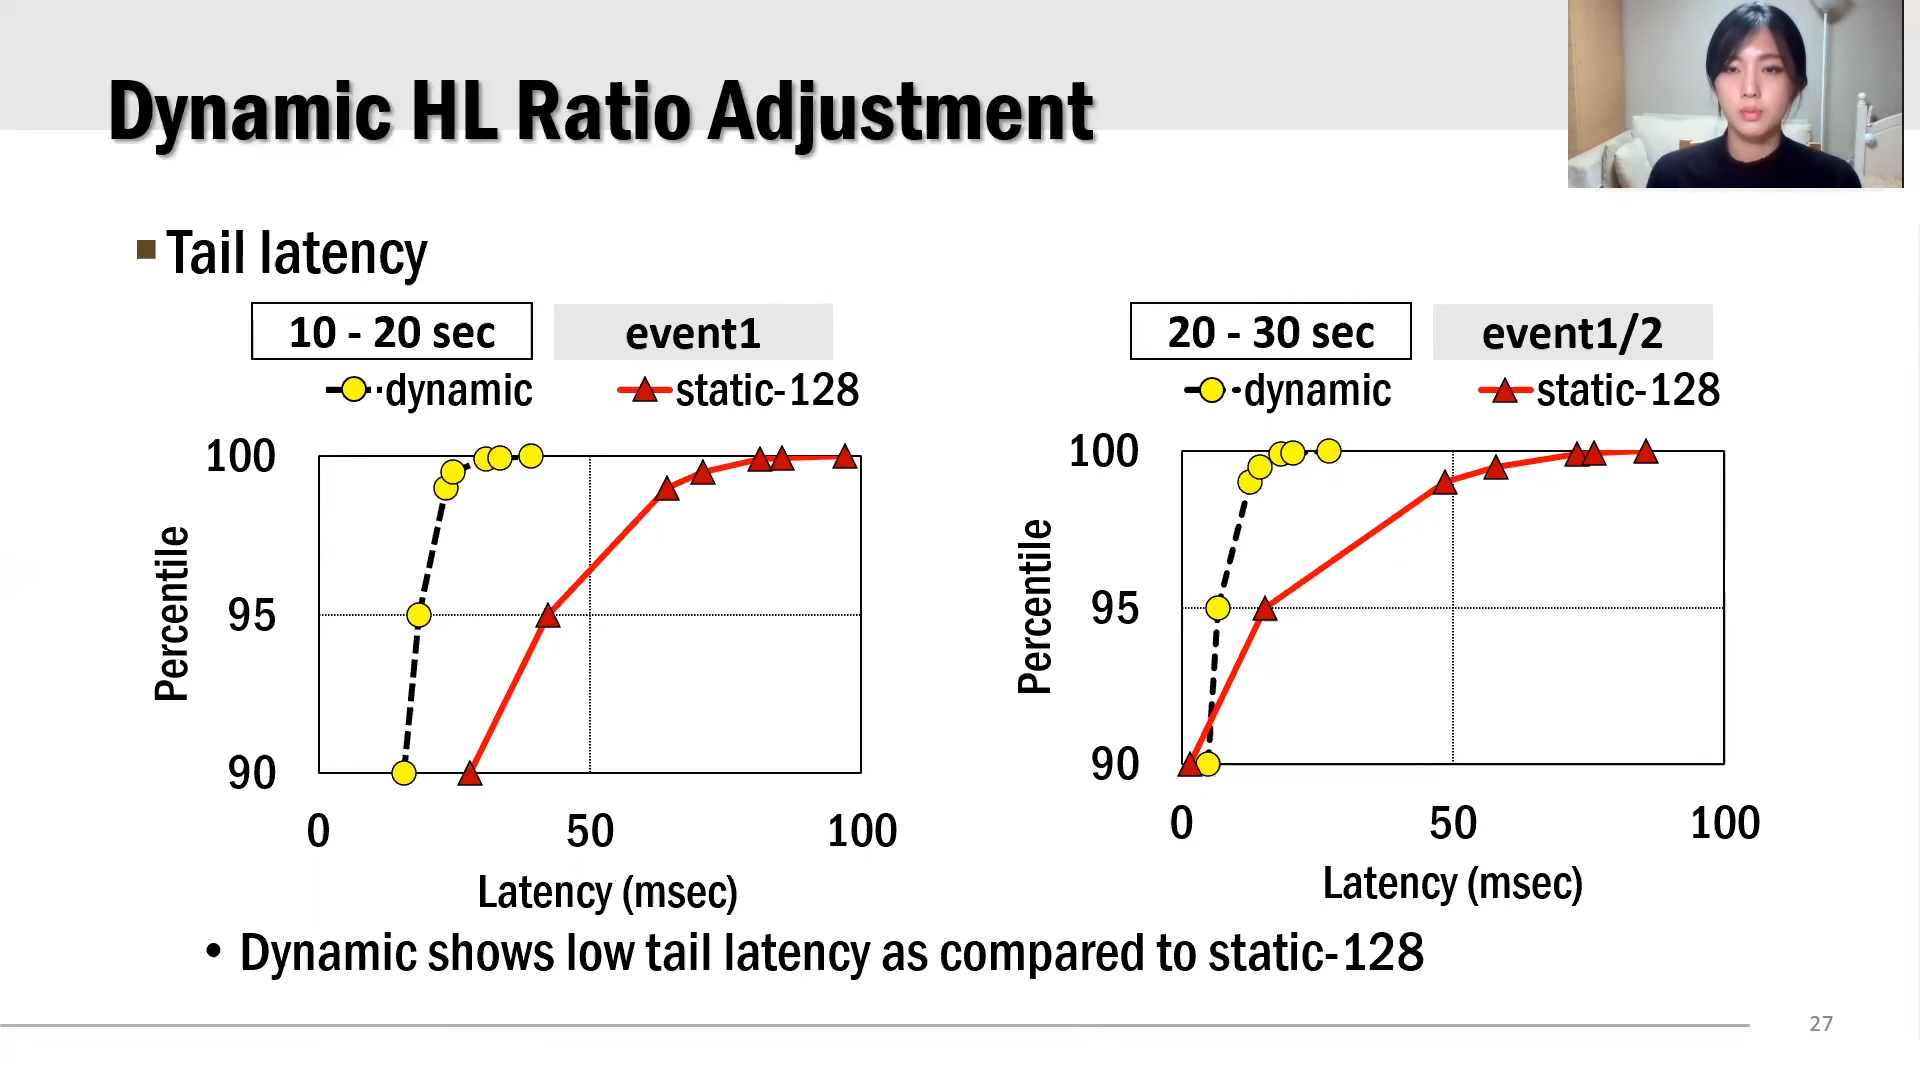 Dynamic HL Ratio Adjustment
Tail latency
10 - 20 sec
event1
dynamic
static-128
100
95
90
Percentile
0
50
100
Latency (msec)
20 - 30 sec
event1/2
dynamic
static-128
100
95
90
Percentile
0
50
100
Latency (msec)
• Dynamic shows low tail latency as compared to static-128
27